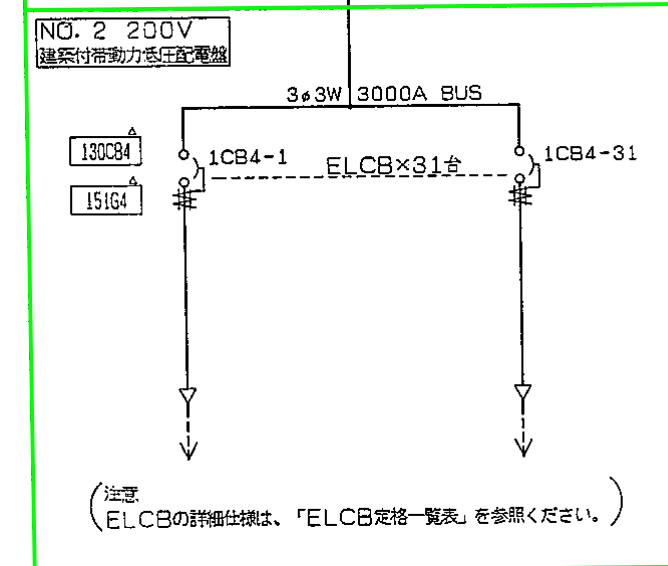 NO. 2 200V
建築付帯動力低圧配電盤
3φ3W 3000A BUS
130CB4
1CB4-1
ELCB×31台
1CB4-31
151G4
注意
ELCBの詳細仕様は、「ELCB定格一覧表」を参照ください。